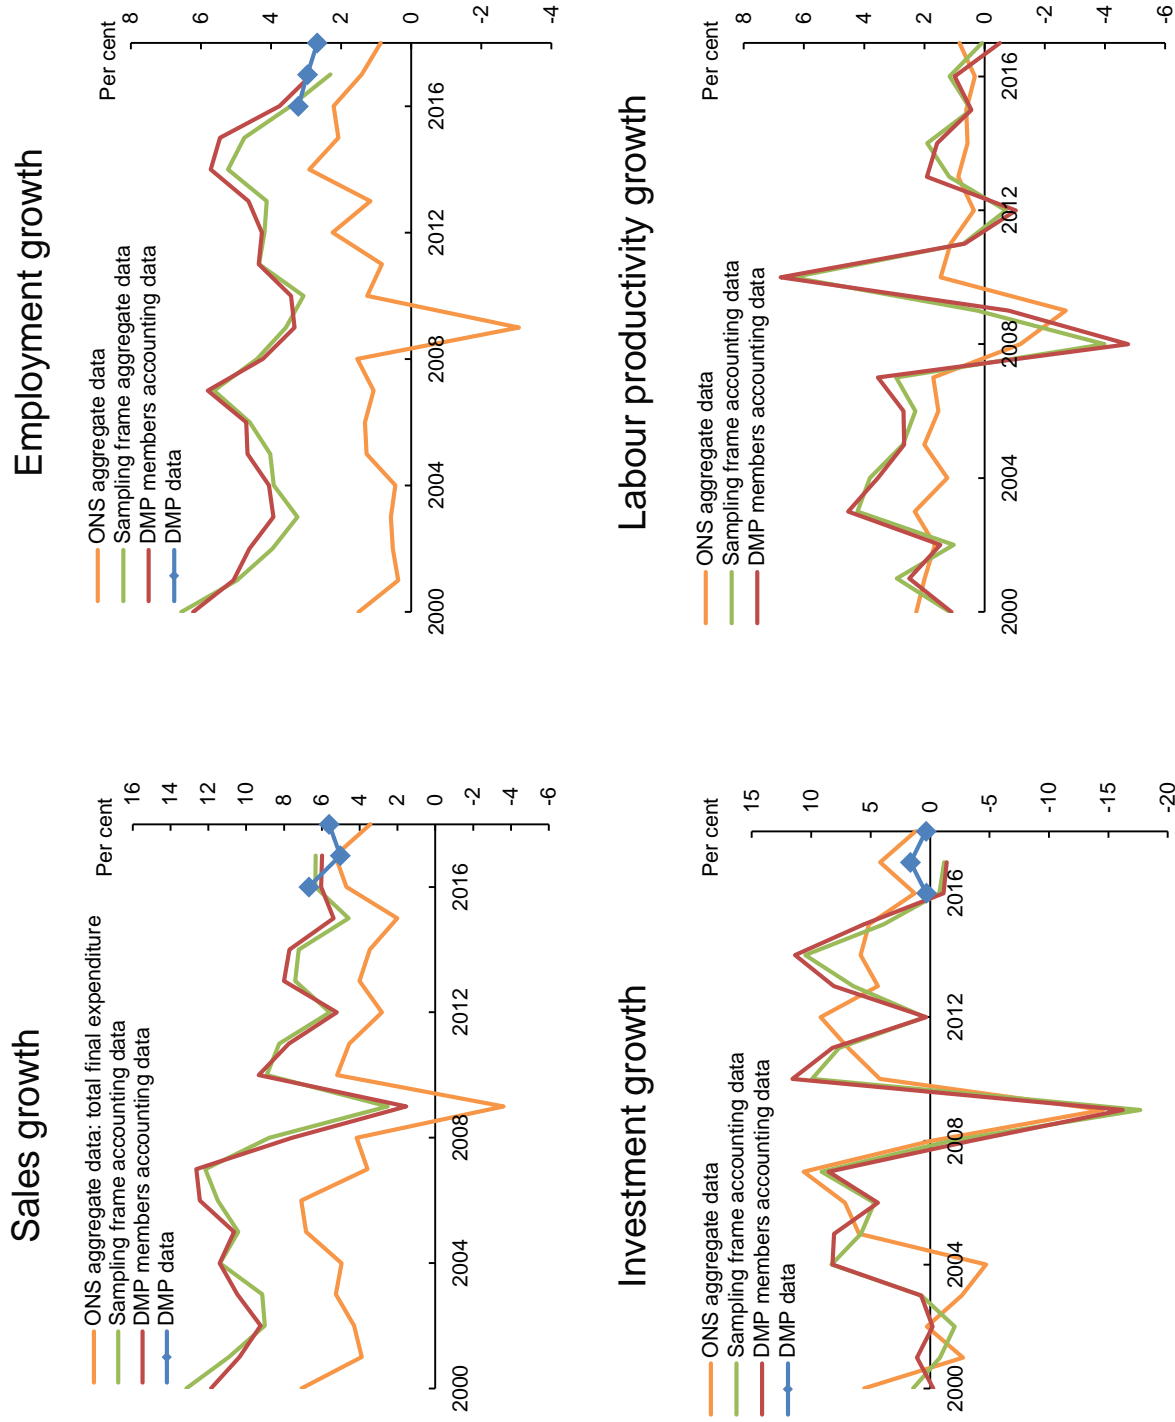 Sales growth
Per cent
ONS aggregate data: total final expenditure
Sampling frame accounting data
DMP members accounting data
DMP data
16
14
12
10
8
6
4
2
0
-2
-4
-6
2000
2004
2008
2012
2016
Employment growth
Per cent
ONS aggregate data
Sampling frame aggregate data
DMP members accounting data
DMP data
8
6
4
2
0
-2
-4
2000
2004
2008
2012
2016
Investment growth
Per cent
ONS aggregate data
Sampling frame accounting data
DMP members accounting data
DMP data
15
10
5
0
-5
-10
-15
-20
2000
2004
2008
2012
2016
Labour productivity growth
Per cent
ONS aggregate data
Sampling frame accounting data
DMP members accounting data
8
6
4
2
0
-2
-4
-6
2000
2004
2008
2012
2016